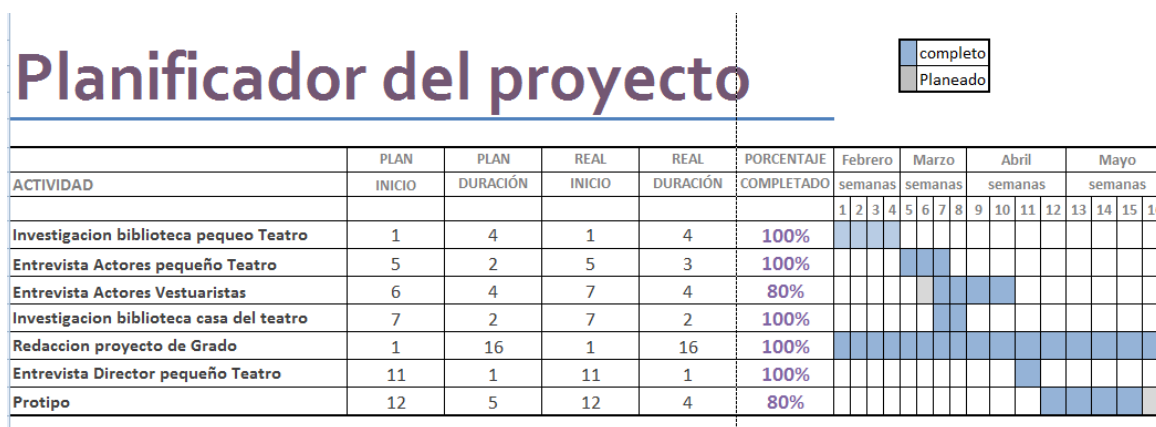 Planificador del proyecto
completo
Planeado
PLAN PLAN REAL REAL PORCENTAJE Febrero Marzo Abril Mayo
ACTIVIDAD INICIO DURACIÓN INICIO DURACIÓN COMPLETADO semanas semanas semanas semanas
1 2 3 4 5 6 7 8 9 10 11 12 13 14 15
Investigacion biblioteca pequeo Teatro 1 4 1 4 100%
Entrevista Actores pequeño Teatro 5 2 5 3 100%
Entrevista Actores Vestuaristas 6 4 7 4 80%
Investigacion biblioteca casa del teatro 7 2 7 2 100%
Redaccion proyecto de Grado 1 16 1 16 100%
Entrevista Director pequeño Teatro 11 1 11 1 100%
Protipo 12 5 12 4 80%